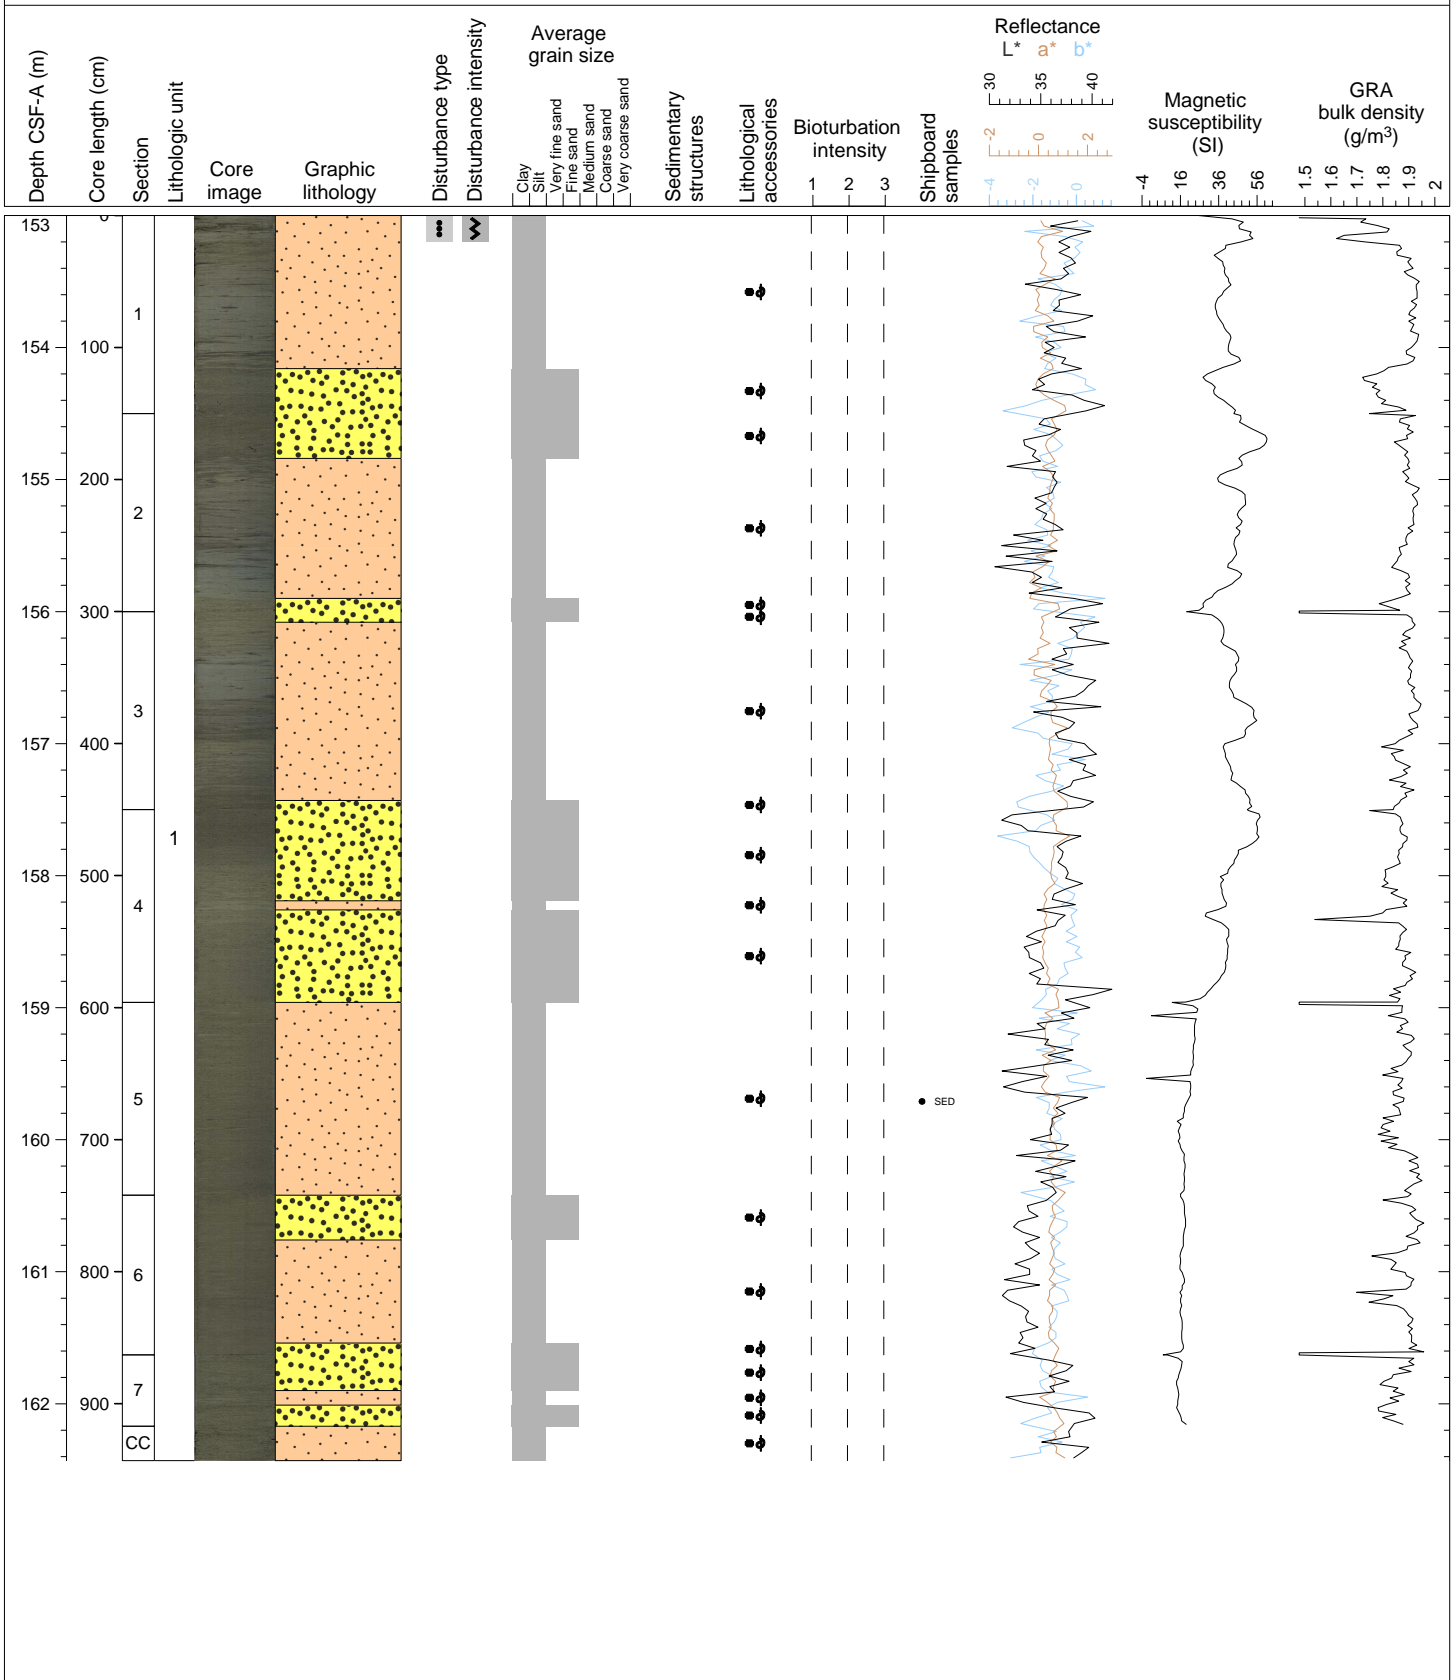 Depth CSF-A (m)
Core length (cm)
Section
Lithologic unit
Core
image
Graphic
lithology
Disturbance type
Disturbance intensity
Average
grain size
Clay
Silt
Very fine sand
Fine sand
Medium sand
Coarse sand
Very coarse sand
Sedimentary
structures
Lithological
accessories
Bioturbation
intensity
1 2 3
Shipboard
samples
Reflectance
L* a* b*
30 35 40
-2 0 2
-4 -2 0
Magnetic
susceptibility
(SI)
-4 16 36 56
GRA
bulk density
(g/m³)
1.5 1.6 1.7 1.8 1.9 2
153 0
1
154 100
155 200
2
156 300
3
157 400
1
158 500
4
159 600
5
SED
160 700
161 800
6
7
162 900
CC